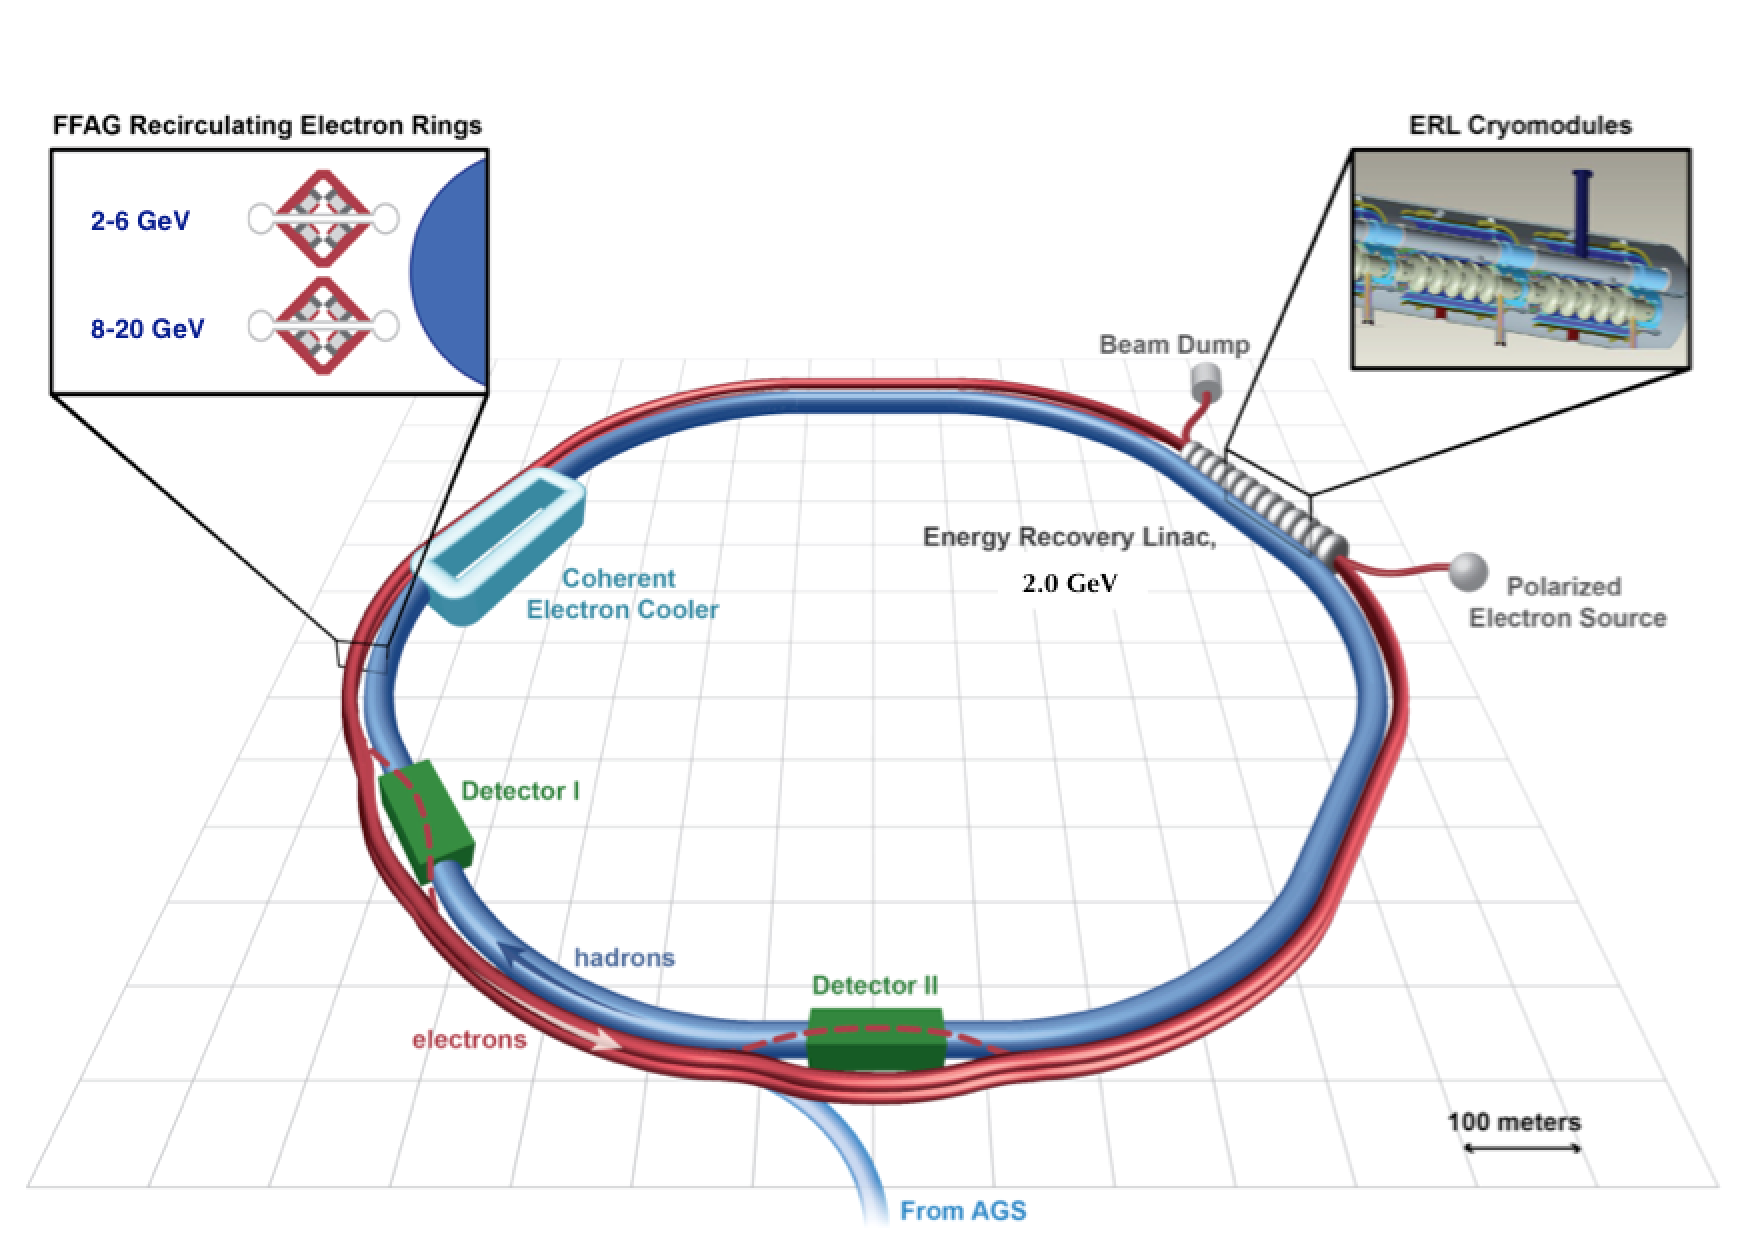 FFAG Recirculating Electron Rings
2-6 GeV
8-20 GeV
ERL Cryomodules
Beam Dump
Energy Recovery Linac,
2.0 GeV
Polarized
Electron Source
Coherent
Electron Cooler
Detector I
hadrons
Detector II
electrons
100 meters
From AGS